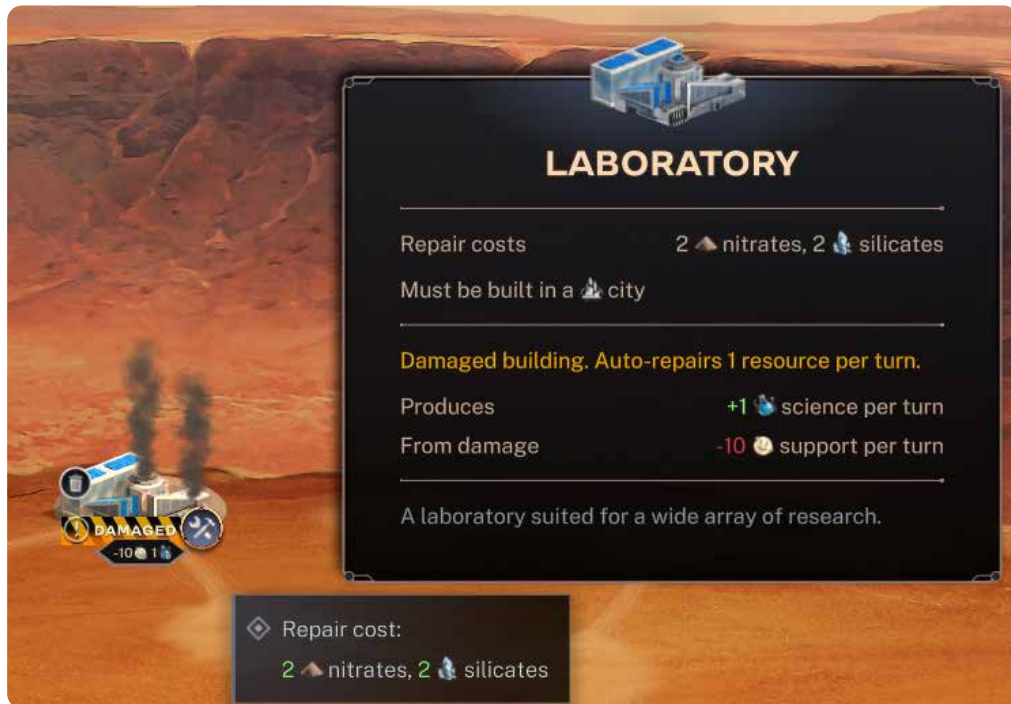 LABORATORY
Repair costs 2 nitrates, 2 silicates
Must be built in a city
Damaged building. Auto-repairs 1 resource per turn.
Produces +1 science per turn
From damage -10 support per turn
A laboratory suited for a wide array of research.
DAMAGED
-10 1
Repair cost:
2 nitrates, 2 silicates